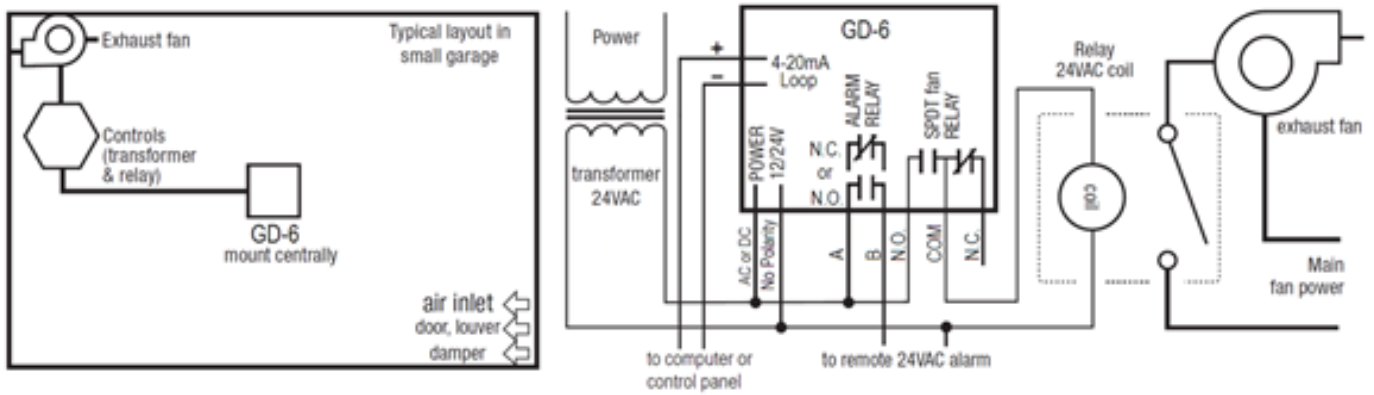 Exhaust fan
Typical layout in
small garage
Controls
(transformer
& relay)
GD-6
mount centrally
air inlet
door, louver
damper
Power
transformer
24VAC
GD-6
+
4-20mA
–
Loop
ALARM
RELAY
SPDT fan
RELAY
POWER
12/24V
N.C.
or
N.O.
AC or DC
No Polarity
A
B
N.O.
COM
N.C.
to computer or
control panel
to remote 24VAC alarm
Relay
24VAC coil
coil
exhaust fan
Main
fan power